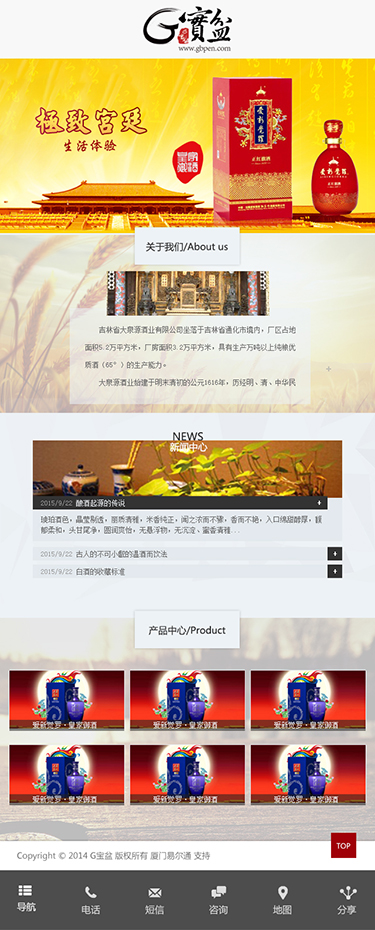 G寶盆
www.gbpen.com
極致宫廷
生活体验
皇家
御酒
关于我们/About us
吉林省大泉源酒业有限公司坐落于吉林省通化市境内，厂区占地
面积5.2万平方米，厂房面积3.2万平方米，具有生产万吨以上纯粮优
质酒（65°）的生产能力。
大泉源酒业始建于明末清初的公元1616年，历经明、清、中华民
NEWS
新闻中心
2015/9/22 酿酒起源的传说 +
琥珀酒色，晶莹剔透，丽质清雅，米香纯正，闻之浓而不骤，香而不艳，入口绵甜醇厚，馥
郁柔和，头甘尾净，圆润爽怡，无悬浮物，无沉淀、蜜香清雅...
2015/9/22 古人的不可小觑的温酒而饮法 +
2015/9/22 白酒的收藏标准 +
产品中心/Product
爱新觉罗·皇家御酒
爱新觉罗·皇家御酒
爱新觉罗·皇家御酒
爱新觉罗·皇家御酒
爱新觉罗·皇家御酒
爱新觉罗·皇家御酒
TOP
Copyright © 2014 G宝盆 版权所有 厦门易尔通 支持
导航
电话
短信
咨询
地图
分享